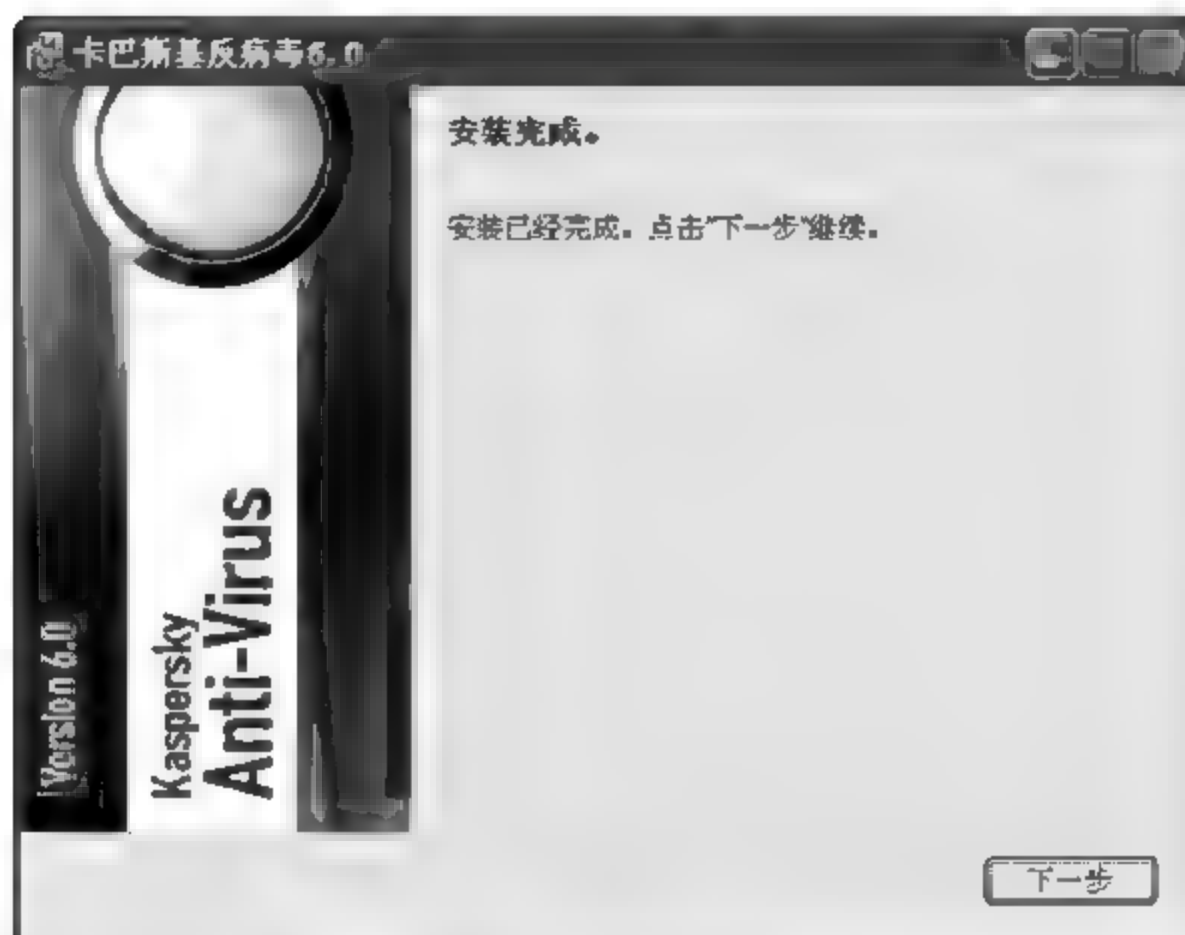 卡巴斯基反病毒6.0
安装完成。
安装已经完成。点击"下一步"继续。
Version 6.0
Kaspersky
Anti-Virus
下一步